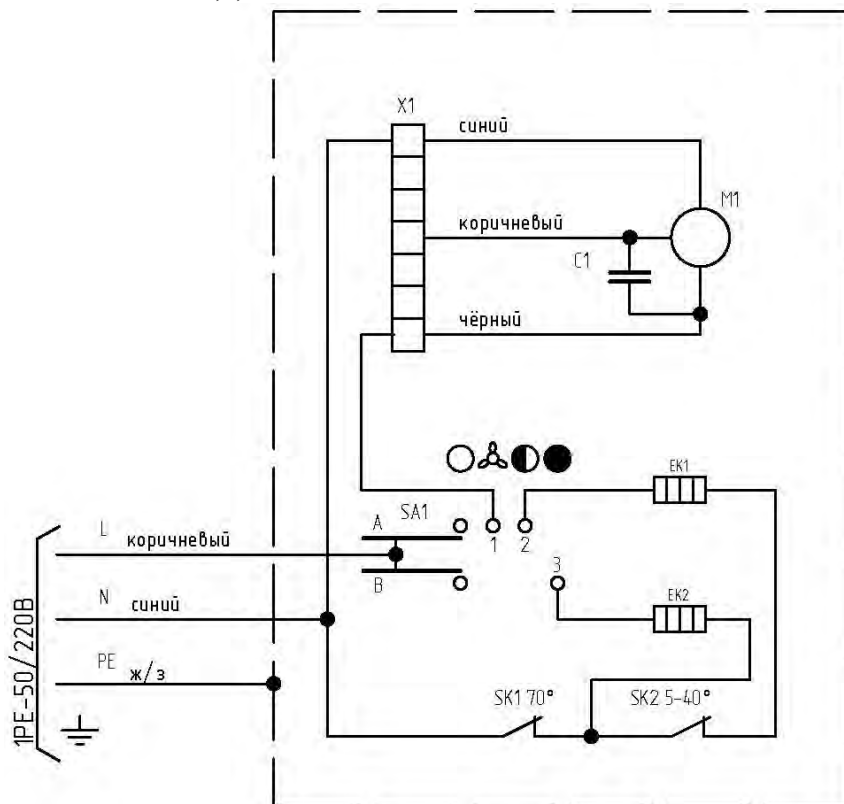 X1
синий
M1
коричневый
C1
чёрный
EK1
A
SA1
1
2
L
коричневый
3
B
EK2
N
синий
PE
ж/з
SK1 70°
SK2 5-40°
1PE-50/220В